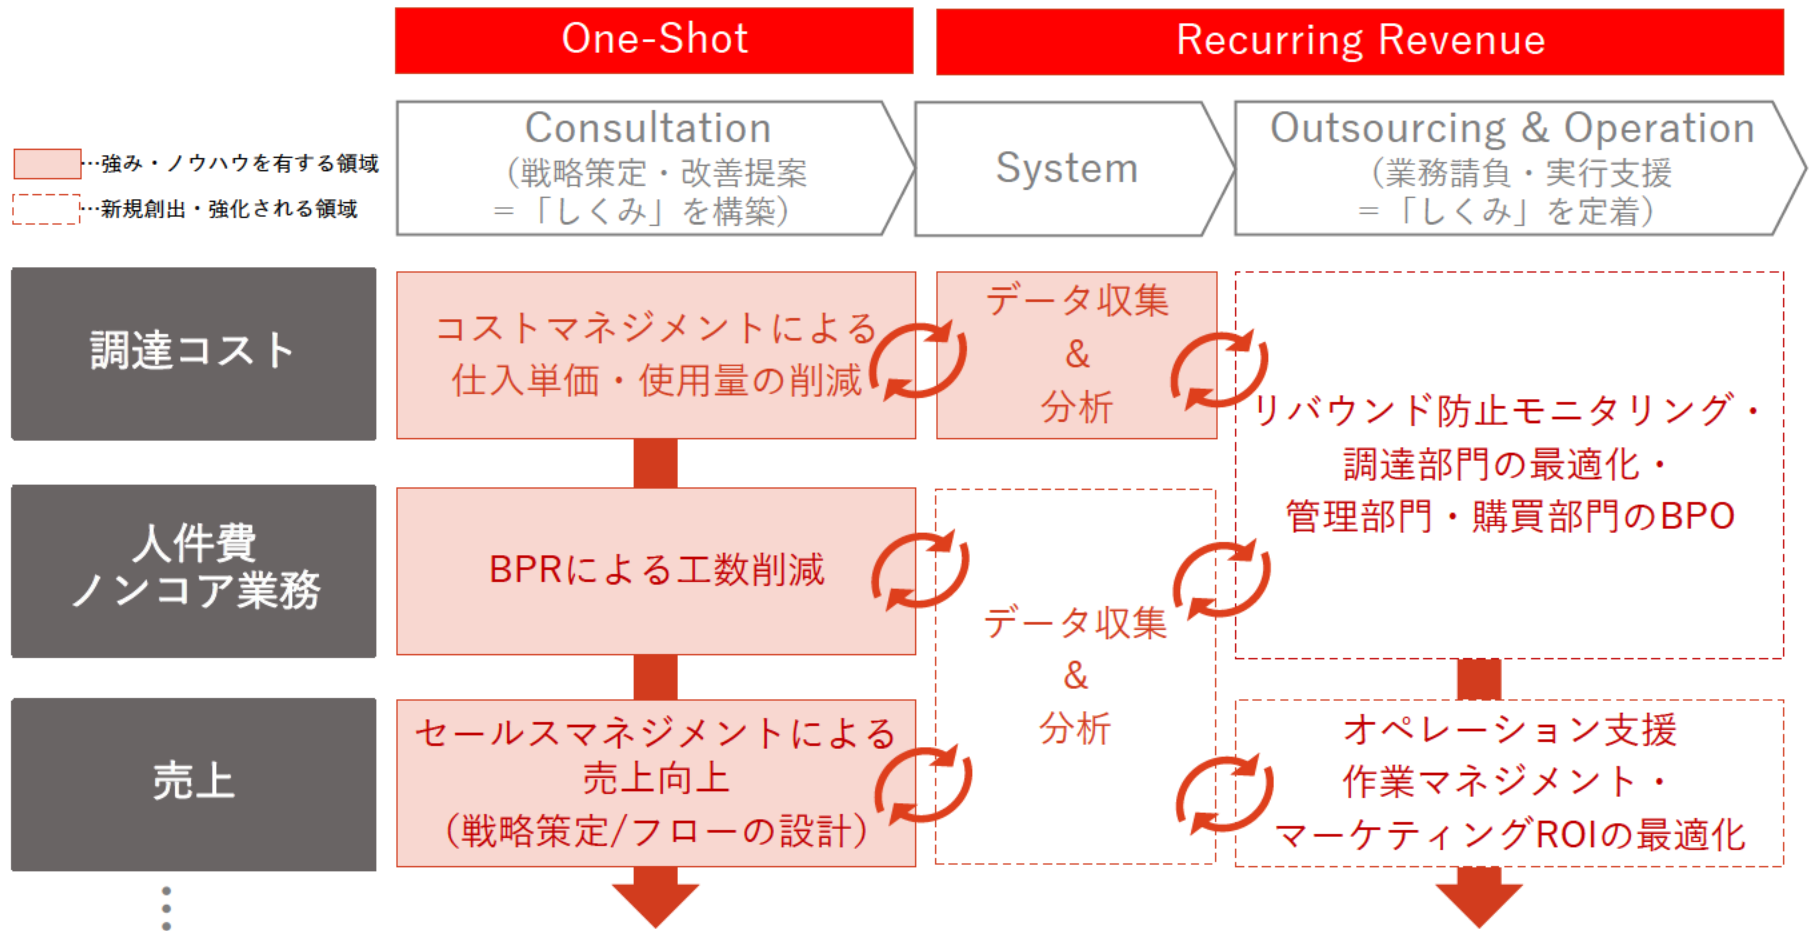 One-Shot
Recurring Revenue
Consultation
（戦略策定・改善提案
＝「しくみ」を構築）
System
Outsourcing & Operation
（業務請負・実行支援
＝「しくみ」を定着）
…強み・ノウハウを有する領域
…新規創出・強化される領域
調達コスト
コストマネジメントによる
仕入単価・使用量の削減
データ収集
&
分析
リバウンド防止モニタリング・
調達部門の最適化・
管理部門・購買部門のBPO
人件費
ノンコア業務
BPRによる工数削減
データ収集
&
分析
売上
セールスマネジメントによる
売上向上
（戦略策定/フローの設計）
オペレーション支援
作業マネジメント・
マーケティングROIの最適化